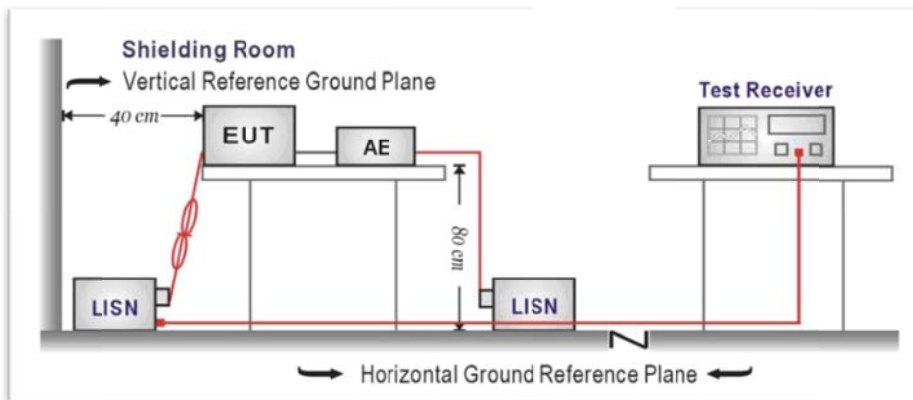 Shielding Room
Vertical Reference Ground Plane
Test Receiver
40 cm
EUT
AE
80 cm
LISN
LISN
Horizontal Ground Reference Plane